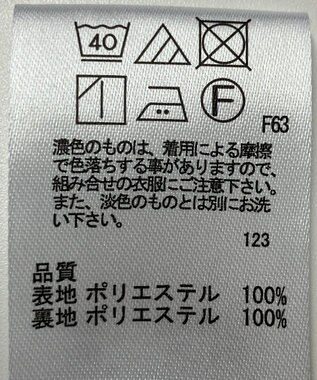 40
F
F63
濃色のものは、着用による摩擦
で色落ちする事がありますので、
組み合せの衣服にご注意下さい。
また、淡色のものとは別にお洗
い下さい。
123
品質
表地 ポリエステル 100%
裏地 ポリエステル 100%